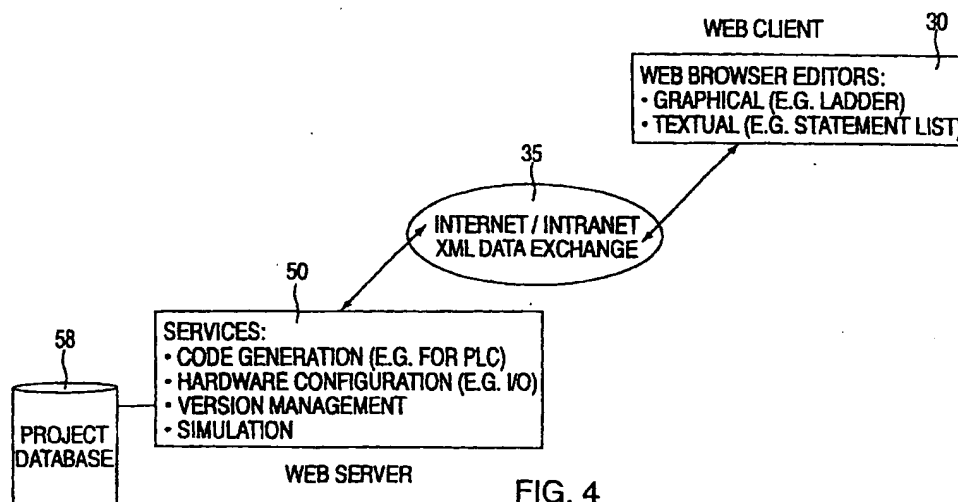 WEB CLIENT
30
WEB BROWSER EDITORS:
• GRAPHICAL (E.G. LADDER)
• TEXTUAL (E.G. STATEMENT LIST)
35
INTERNET / INTRANET
XML DATA EXCHANGE
50
SERVICES:
• CODE GENERATION (E.G. FOR PLC)
• HARDWARE CONFIGURATION (E.G. I/O)
• VERSION MANAGEMENT
• SIMULATION
58
PROJECT
DATABASE
WEB SERVER
FIG. 4